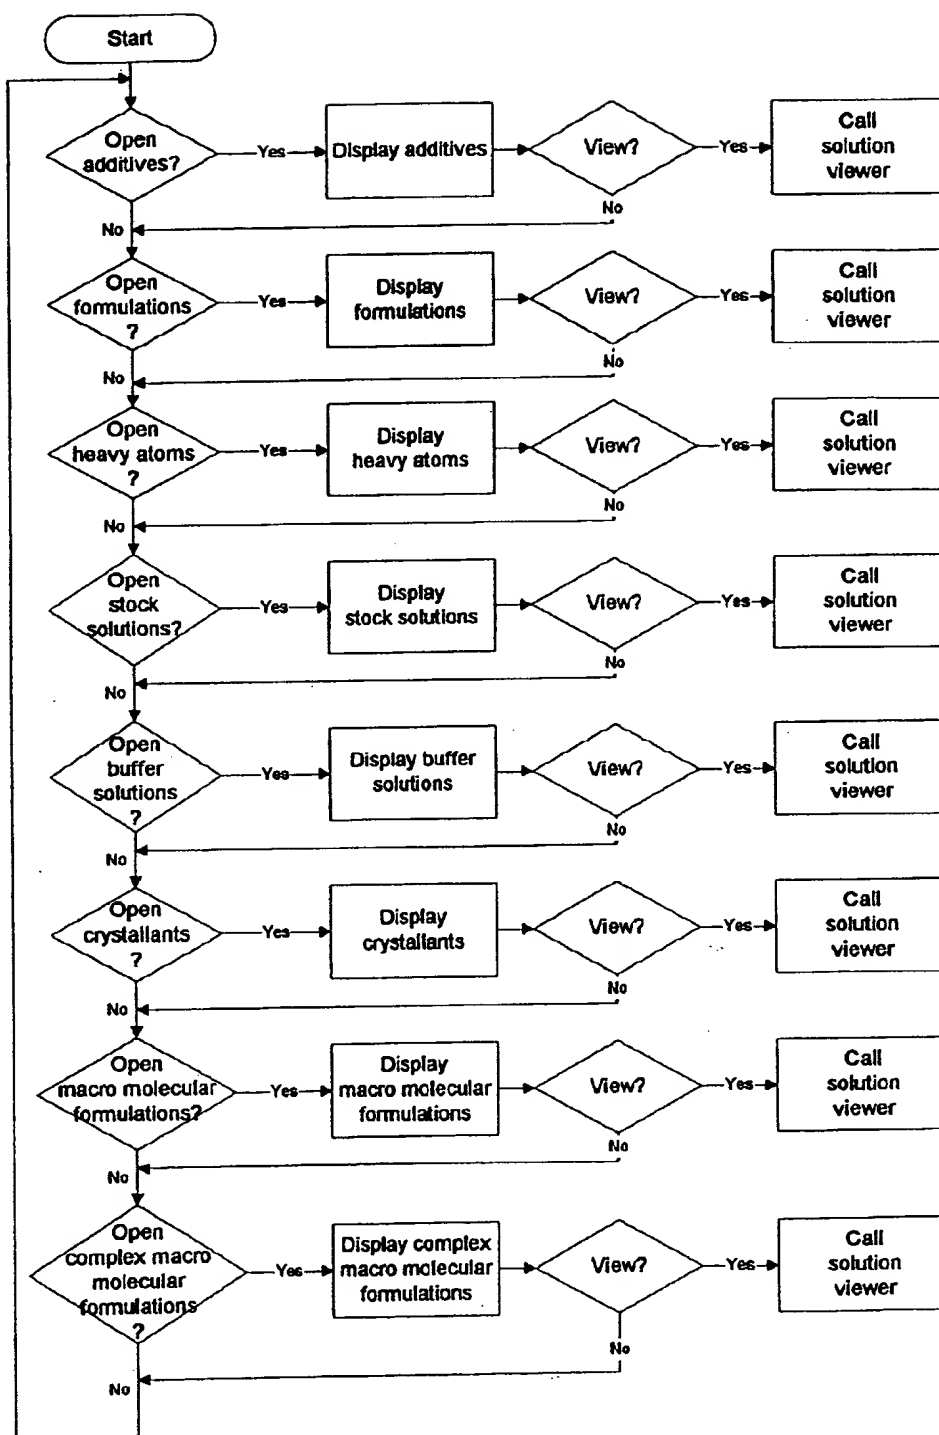 Start
Open
additives?
Yes
Display additives
View?
Yes
Call
solution
viewer
No
No
Open
formulations
?
Yes
Display
formulations
View?
Yes
Call
solution
viewer
No
No
Open
heavy atoms
?
Yes
Display
heavy atoms
View?
Yes
Call
solution
viewer
No
No
Open
stock
solutions?
Yes
Display
stock solutions
View?
Yes
Call
solution
viewer
No
No
Open
buffer
solutions
?
Yes
Display buffer
solutions
View?
Yes
Call
solution
viewer
No
No
Open
crystallants
?
Yes
Display
crystallants
View?
Yes
Call
solution
viewer
No
No
Open
macro molecular
formulations?
Yes
Display
macro molecular
formulations
View?
Yes
Call
solution
viewer
No
No
Open
complex macro
molecular
formulations
?
Yes
Display complex
macro molecular
formulations
View?
Yes
Call
solution
viewer
No
No